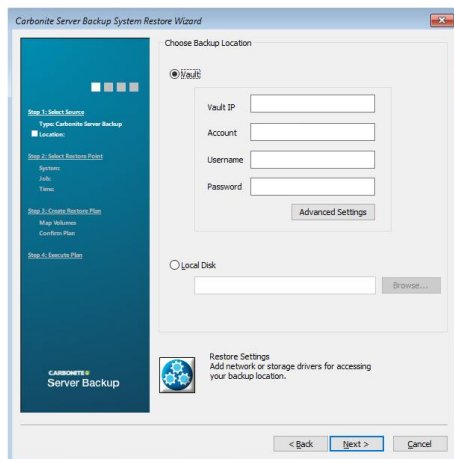 Carbonite Server Backup System Restore Wizard
Step 1: Select Source
Type: Carbonite Server Backup
Location:
Step 2: Select Restore Point
System:
Job:
Time:
Step 3: Create Restore Plan
Map Volumes
Confirm Plan
Step 4: Execute Plan
CARBONITE
Server Backup
Choose Backup Location
Vault
Vault IP
Account
Username
Password
Advanced Settings
Local Disk
Browse....
Restore Settings
Add network or storage drivers for accessing
your backup location.
< Back
Next >
Cancel